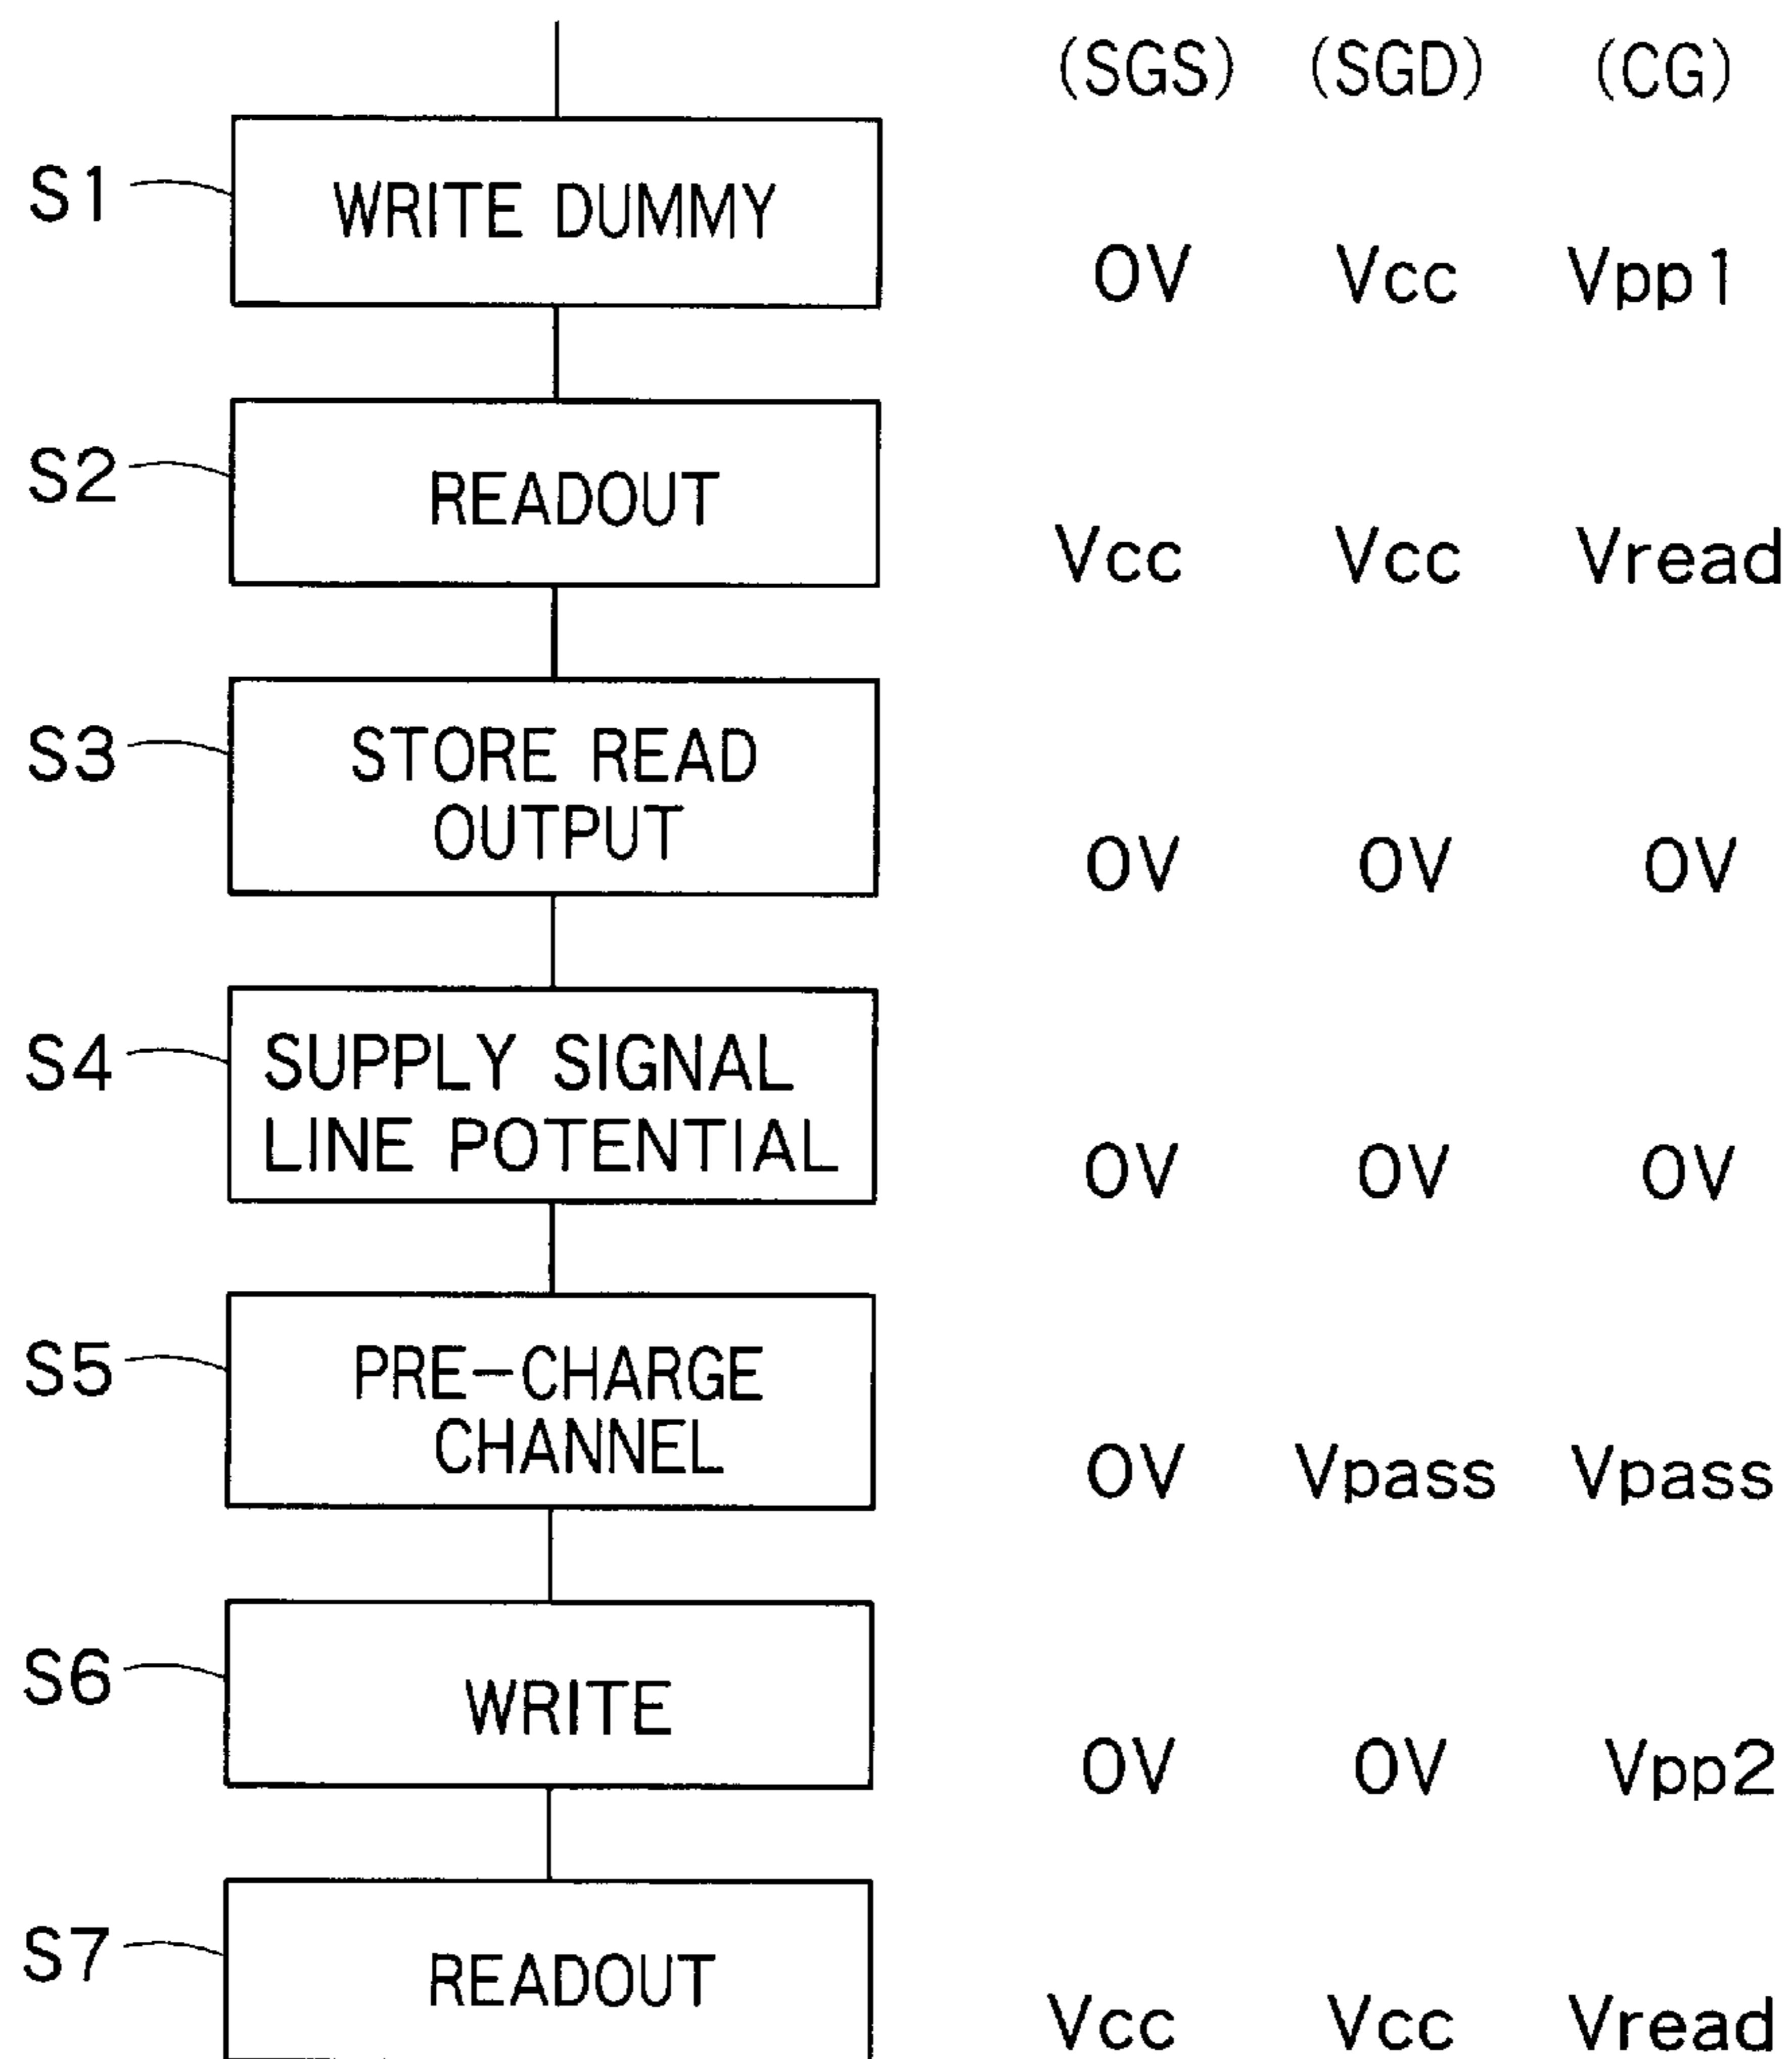 (SGS) (SGD) (CG)
S1 WRITE DUMMY 0V Vcc Vpp1
S2 READOUT Vcc Vcc Vread
S3 STORE READ
OUTPUT 0V 0V 0V
S4 SUPPLY SIGNAL
LINE POTENTIAL 0V 0V 0V
S5 PRE-CHARGE
CHANNEL 0V Vpass Vpass
S6 WRITE 0V 0V Vpp2
S7 READOUT Vcc Vcc Vread